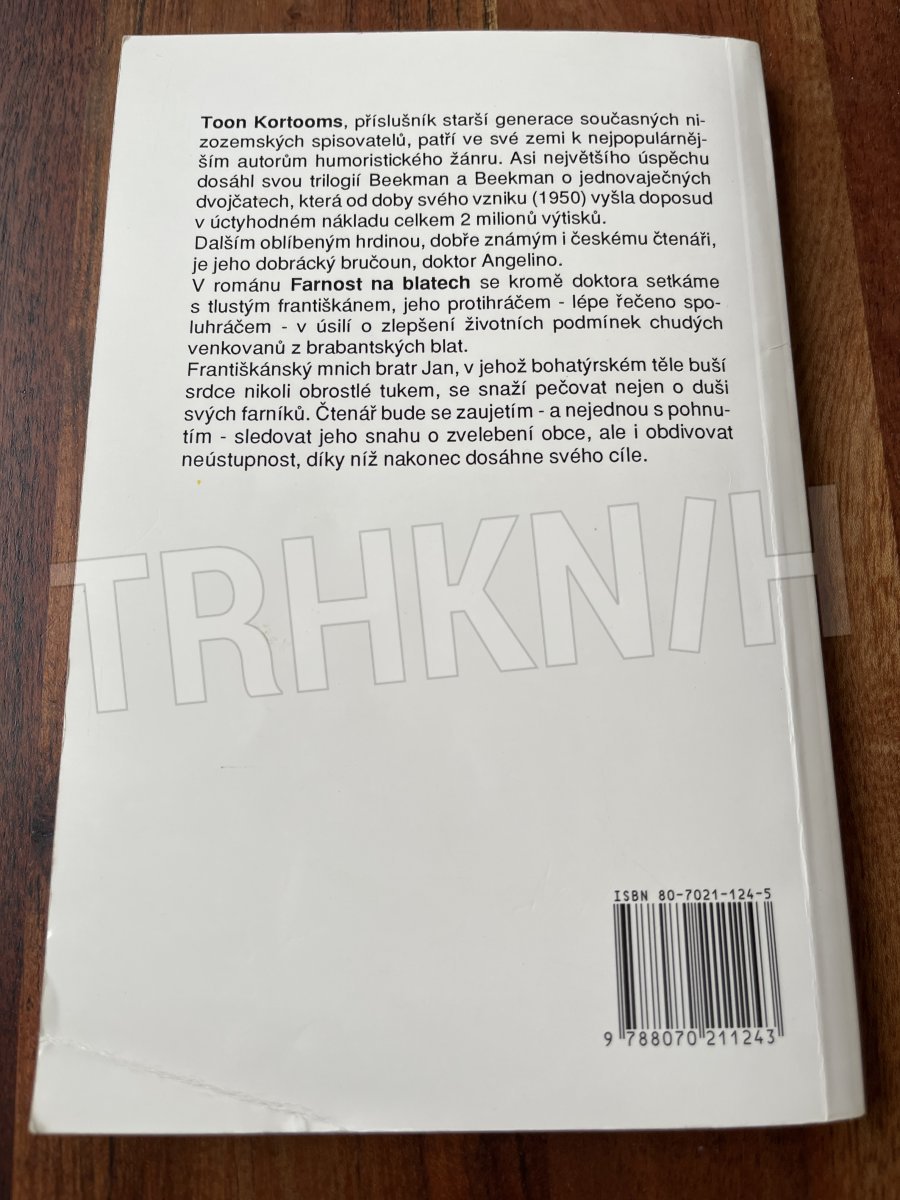 Toon Kortooms, příslušník starší generace současných ni-
zozemských spisovatelů, patří ve své zemi k nejpopulárněj-
ším autorům humoristického žánru. Asi největšího úspěchu
dosáhl svou trilogií Beekman a Beekman o jednovaječných
dvojčatech, která od doby svého vzniku (1950) vyšla doposud
v úctyhodném nákladu celkem 2 milionů výtisků.
Dalším oblíbeným hrdinou, dobře známým i českému čtenáři,
je jeho dobrácký bručoun, doktor Angelino.
V románu Farnost na blatech se kromě doktora setkáme
s tlustým františkánem, jeho protihráčem - lépe řečeno spo-
luhráčem - v úsilí o zlepšení životních podmínek chudých
venkovanů z brabantských blat.
Františkánský mnich bratr Jan, v jehož bohatýrském těle buší
srdce nikoli obrostlé tukem, se snaží pečovat nejen o duši
svých farníků. Čtenář bude se zaujetím - a nejednou s pohnu-
tím - sledovat jeho snahu o zvelebení obce, ale i obdivovat
neústupnost, díky níž nakonec dosáhne svého cíle.
TRHKNIH
ISBN 80-7021-124-5
9 788070 211243